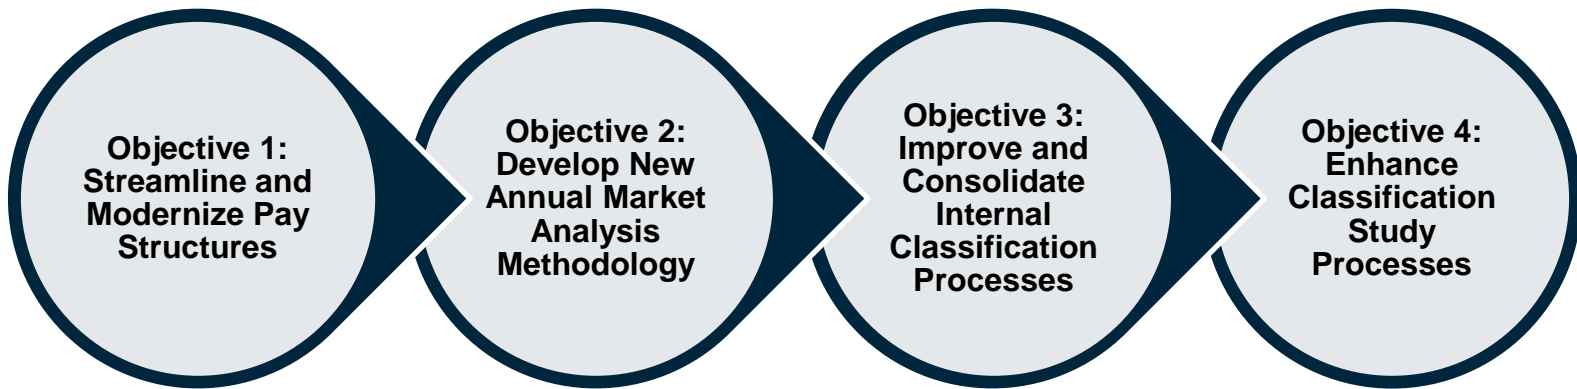 Objective 1:
Streamline and
Modernize Pay
Structures
Objective 2:
Develop New
Annual Market
Analysis
Methodology
Objective 3:
Improve and
Consolidate
Internal
Classification
Processes
Objective 4:
Enhance
Classification
Study
Processes